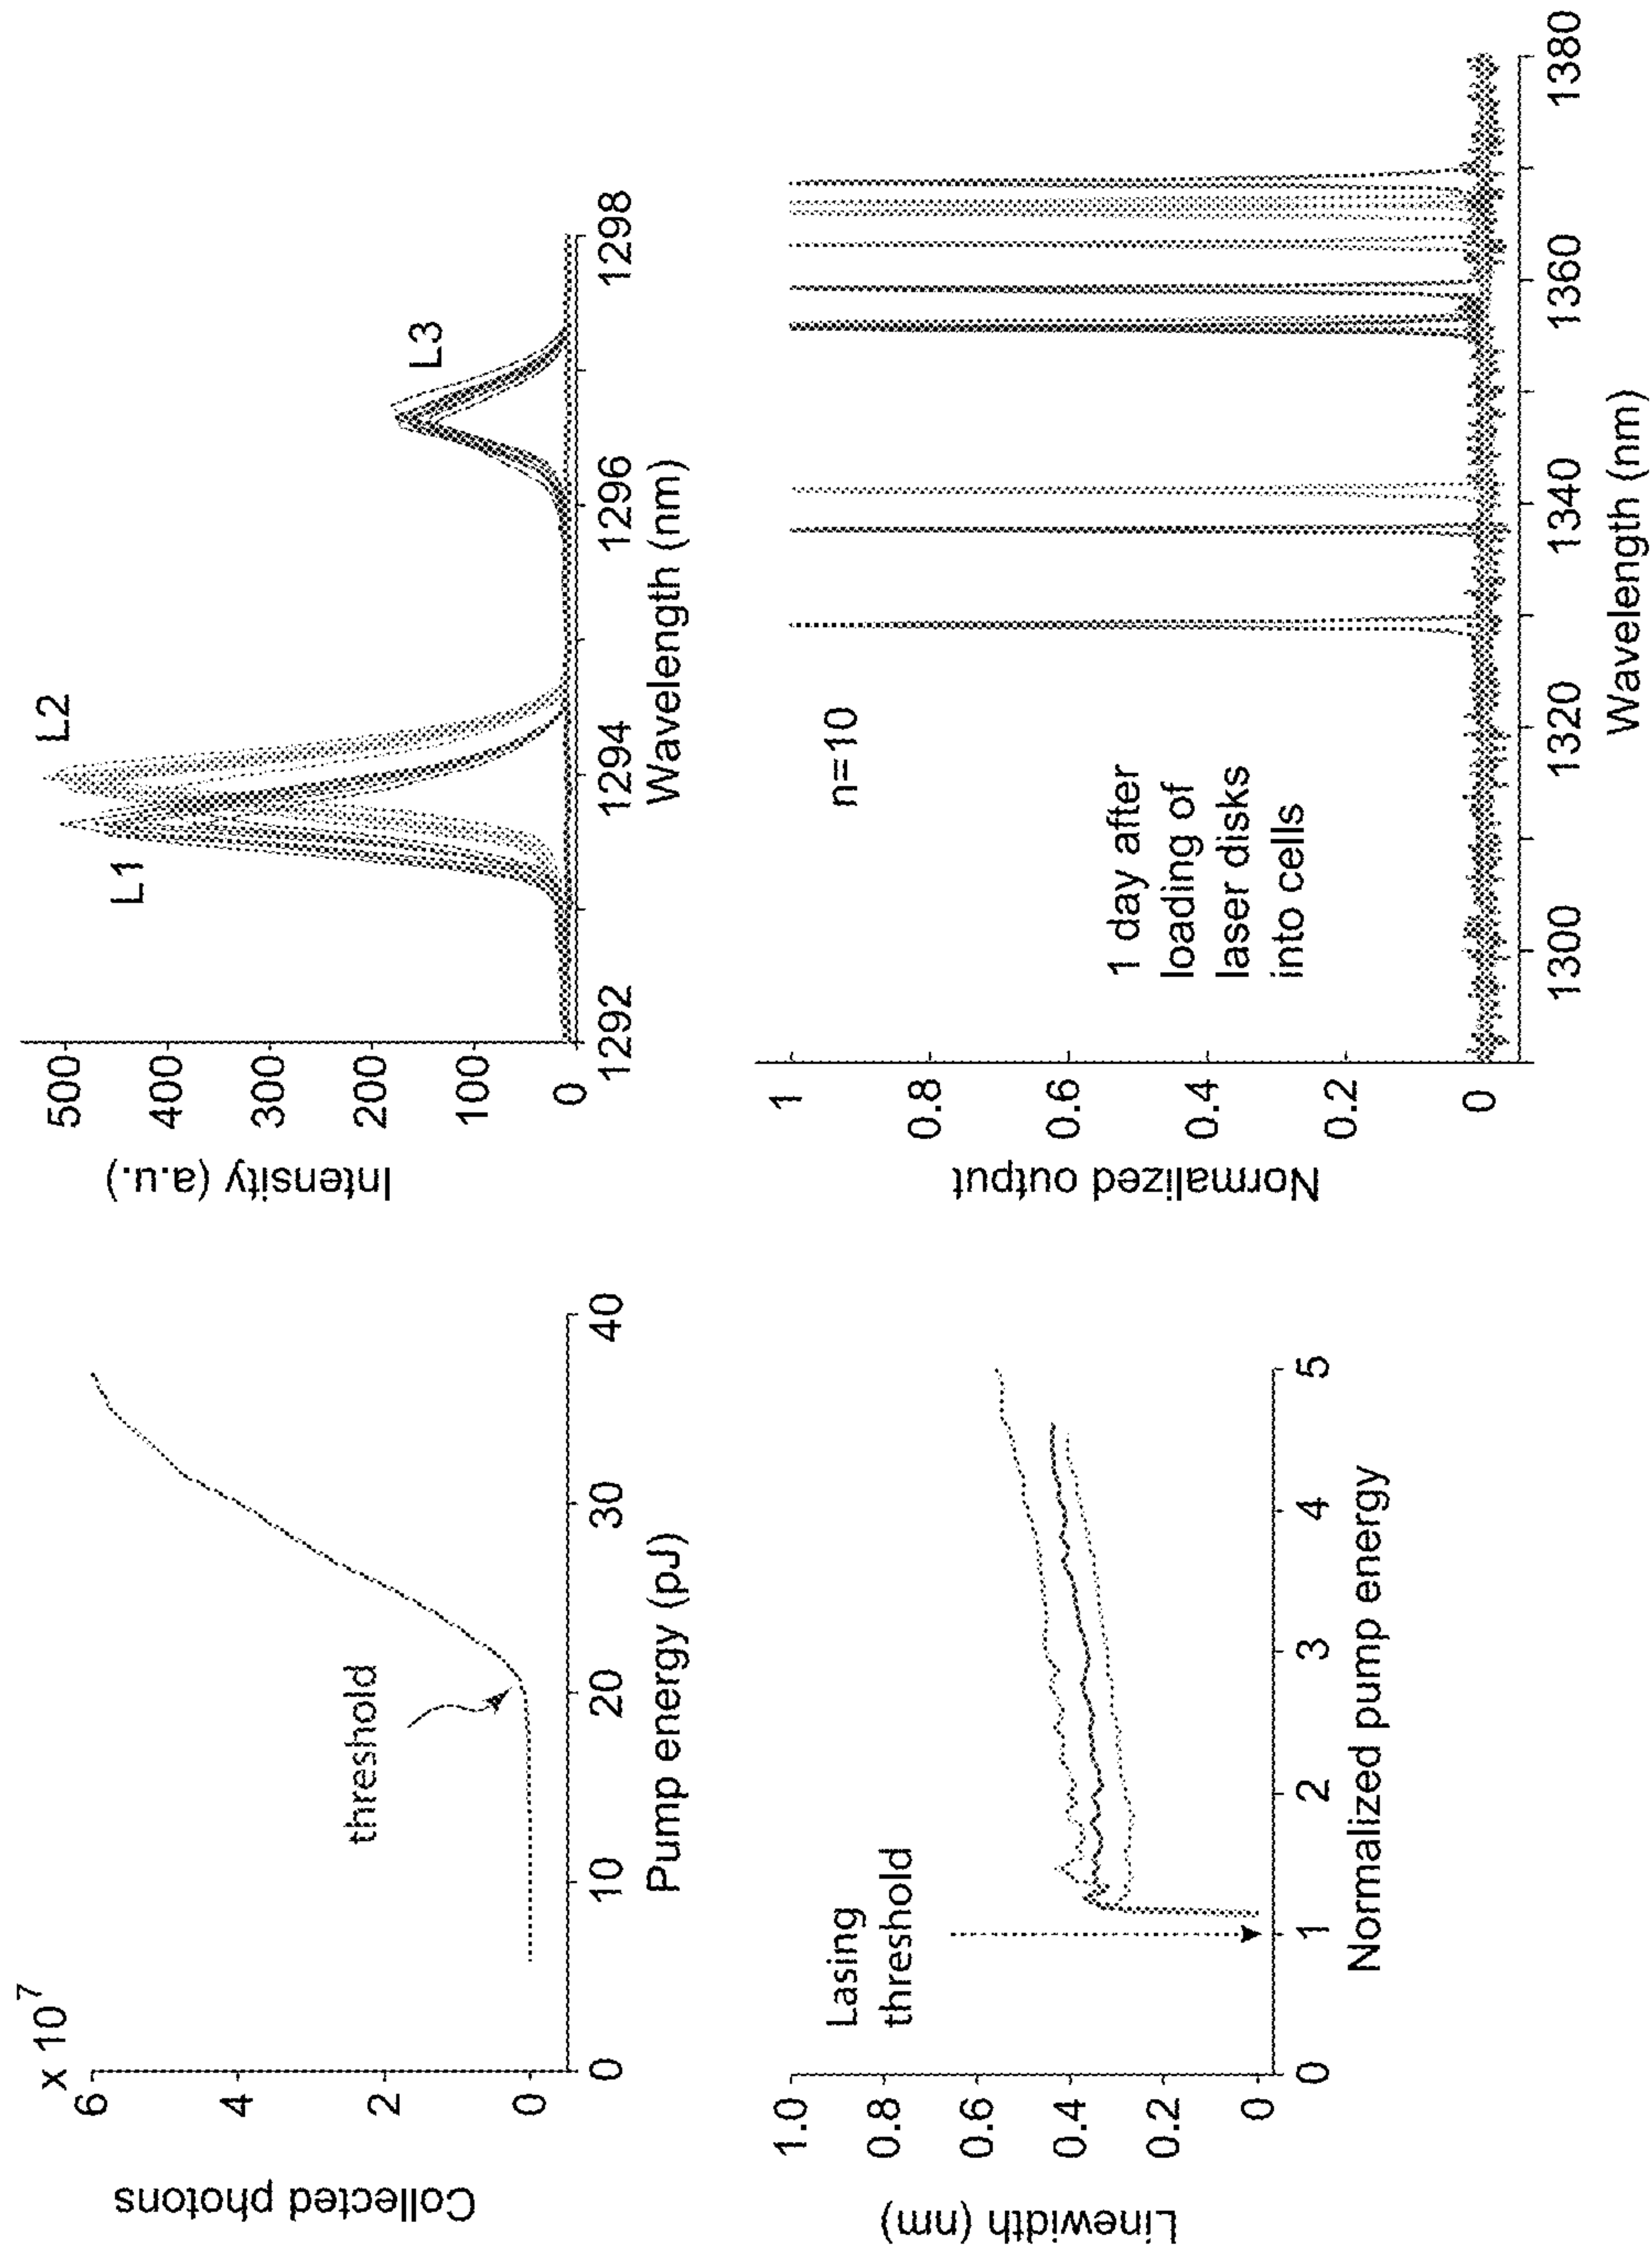 x 10^7
6
4
2
0
Collected photons
threshold
0
10
20
30
40
Pump energy (pJ)
500
400
300
200
100
0
Intensity (a.u.)
L1
L2
L3
1292
1294
1296
1298
Wavelength (nm)
1.0
0.8
0.6
0.4
0.2
0
Linewidth (nm)
Lasing
threshold
0
1
2
3
4
5
Normalized pump energy
1
0.8
0.6
0.4
0.2
0
Normalized output
n=10
1 day after
loading of
laser disks
into cells
1300
1320
1340
1360
1380
Wavelength (nm)